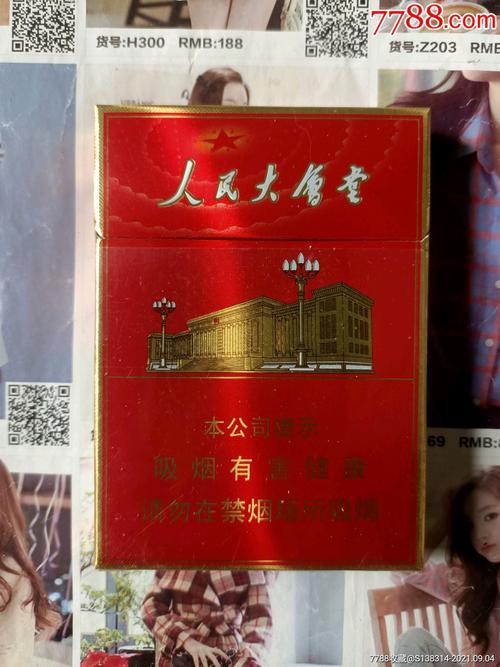 7788.com
货号:H300 RMB:188
货号:Z203 RMB:
人民大會堂
本公司提示
吸烟有害健康
请勿在禁烟场所吸烟
69 RMB:
7788收藏@S138314-2021.09.04